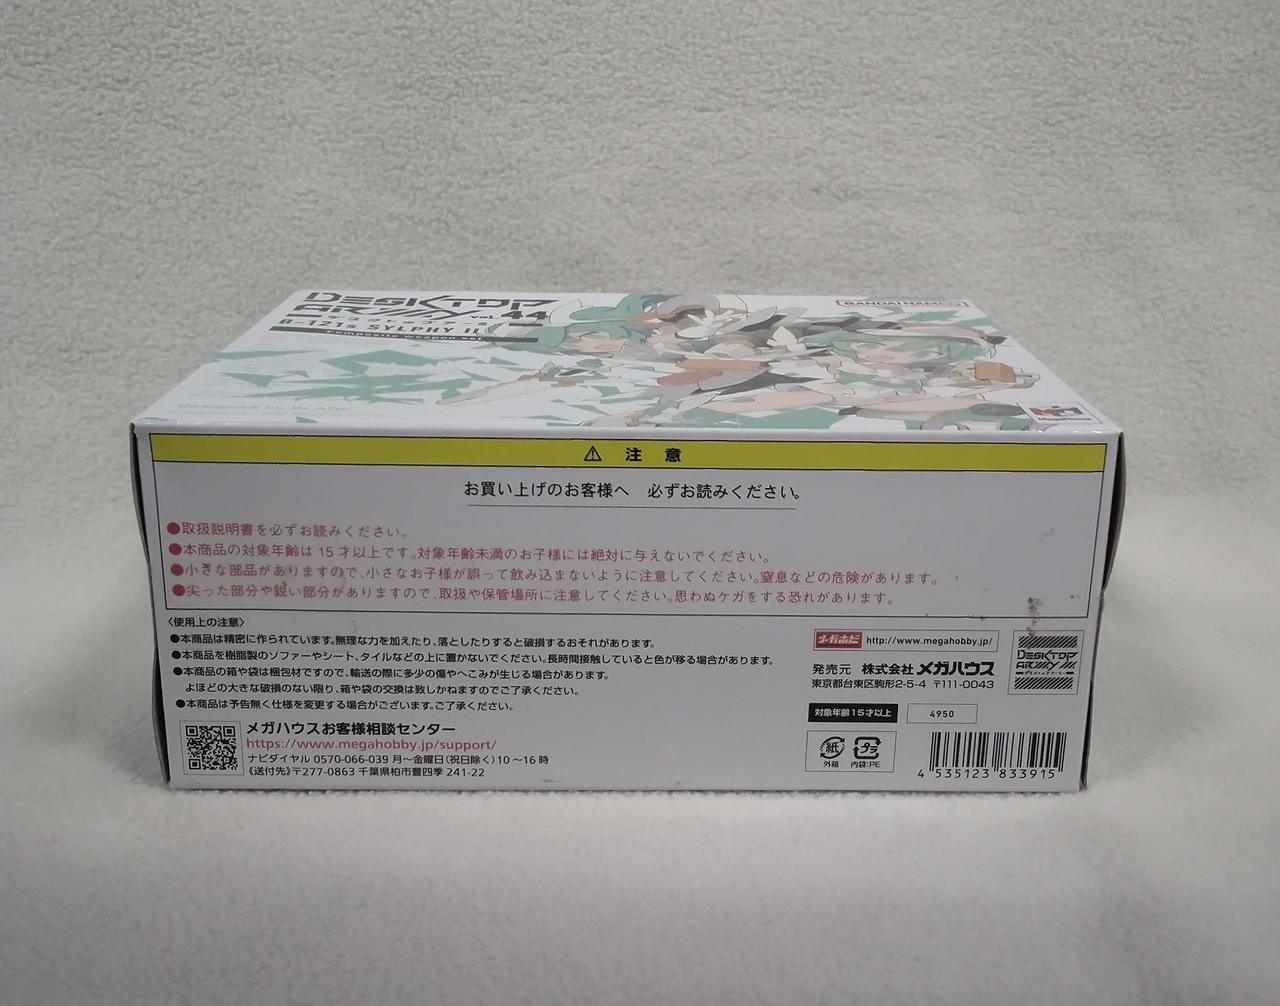 DESKTOP
ARMY vol.44
B-121s SYLPHY II
composite weapon set
Designed by BLADE
BANDAI NAMCO
MegaHouse
⚠ 注 意
お買い上げのお客様へ 必ずお読みください。
●取扱説明書を必ずお読みください。
●本商品の対象年齢は15才以上です。対象年齢未満のお子様には絶対に与えないでください。
●小さな部品がありますので、小さなお子様が誤って飲み込まないように注意してください。窒息などの危険があります。
●尖った部分や鋭い部分がありますので、取扱や保管場所に注意してください。思わぬケガをする恐れがあります。
〈使用上の注意〉
●本商品は精密に作られています。無理な力を加えたり、落としたりすると破損するおそれがあります。
●本商品を樹脂製のソファーやシート、タイルなどの上に置かないでください。長時間接触していると色が移る場合があります。
●本商品の箱や袋は梱包材ですので、輸送の際に多少の傷やへこみが生じる場合があります。
よほどの大きな破損のない限り、箱や袋の交換は致しかねますのでご了承ください。
●本商品は予告無く仕様を変更する場合がございます。ご了承ください。
メガハウスお客様相談センター
https://www.megahobby.jp/support/
ナビダイヤル 0570-066-039 月〜金曜日(祝日除く)10〜16時
《送付先》〒277-0863 千葉県柏市豊四季 241-22
メガホビ http://www.megahobby.jp/
発売元 株式会社 メガハウス
東京都台東区駒形2-5-4 〒111-0043
DESKTOP
ARMY
対象年齢15才以上
4950
紙 プラ
外箱 内袋:PE
4 535123 833915